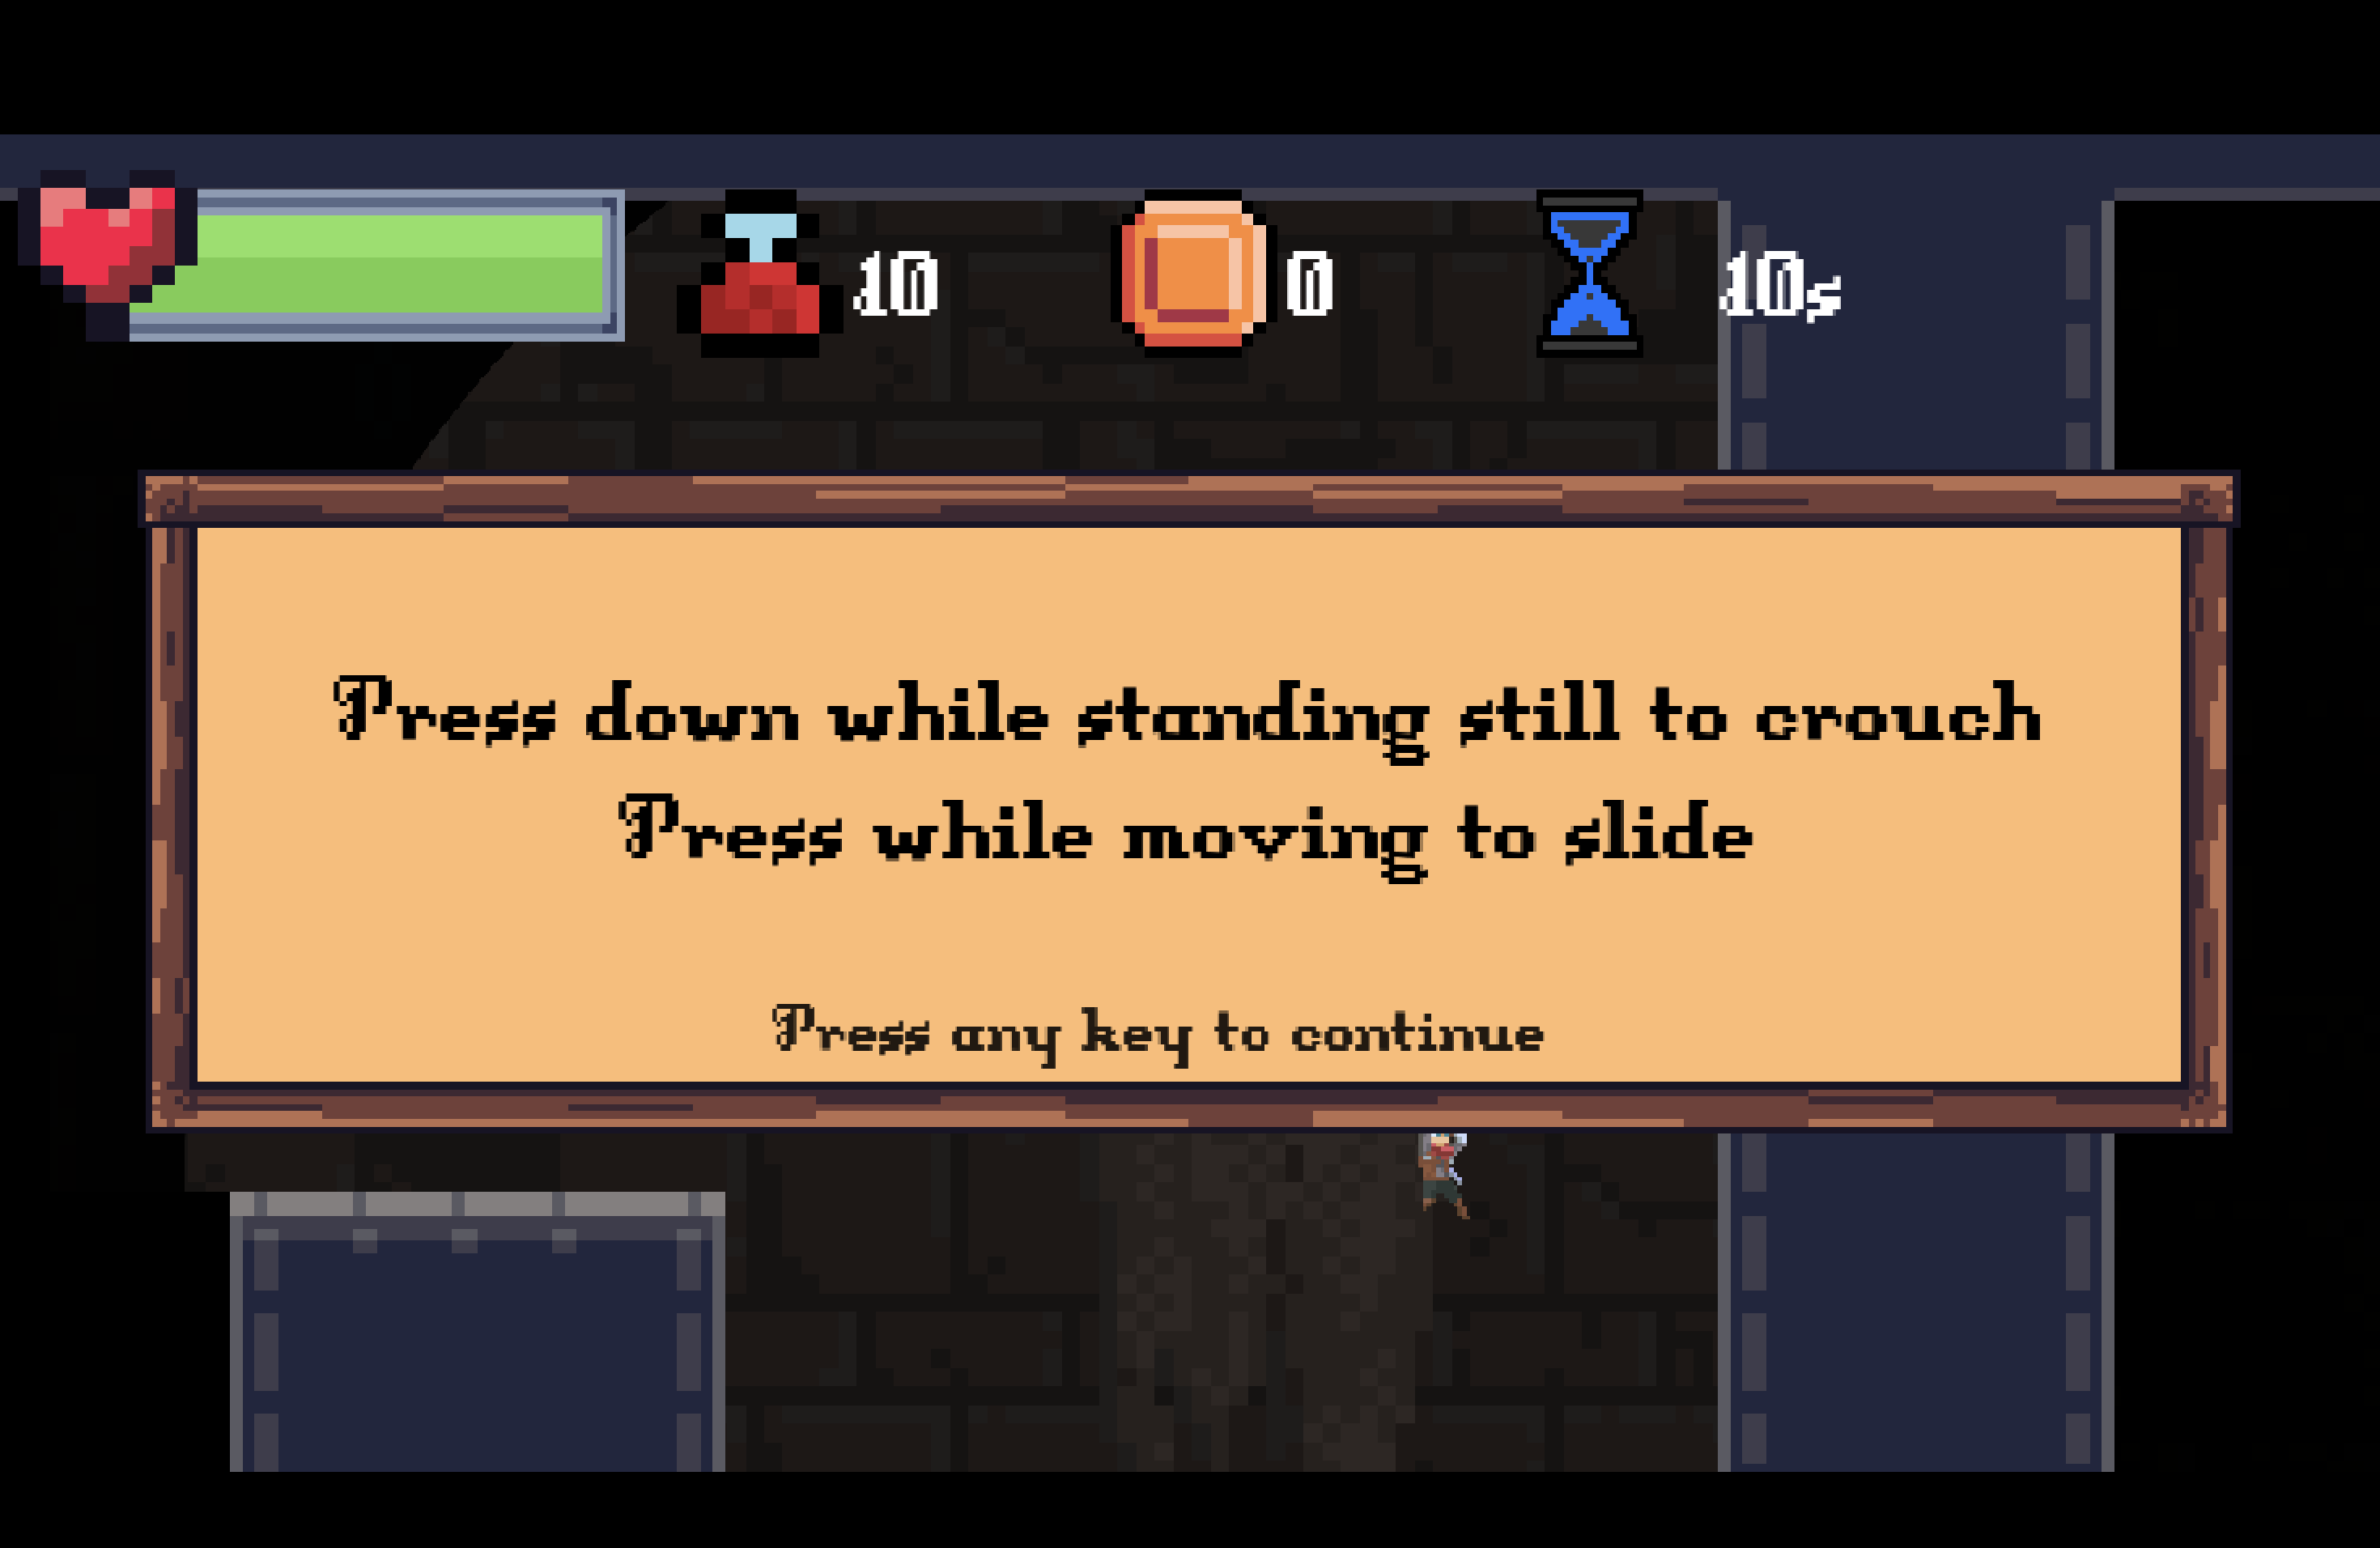 10 0 10s
Press down while standing still to crouch
Press while moving to slide
Press any key to continue